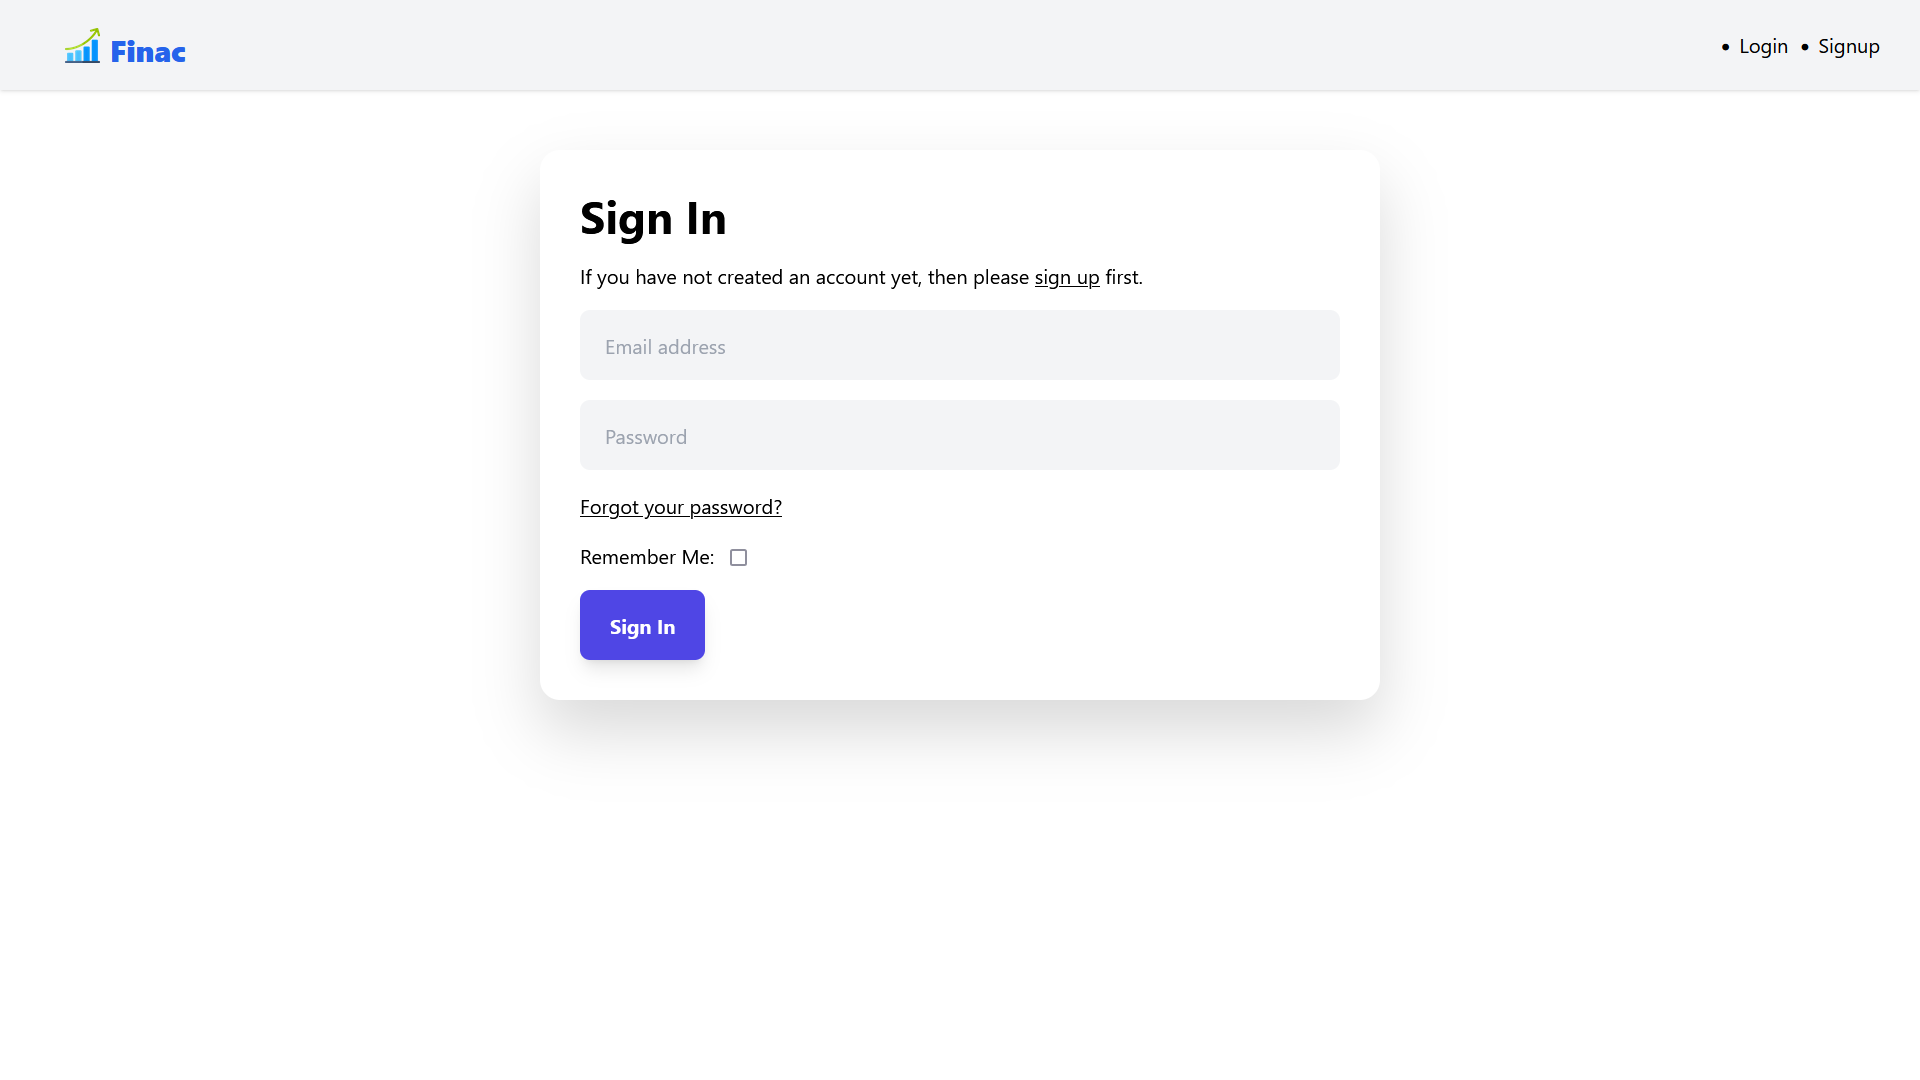 Finac
Login
Signup
Sign In
If you have not created an account yet, then please sign up first.
Email address
Password
Forgot your password?
Remember Me:
Sign In